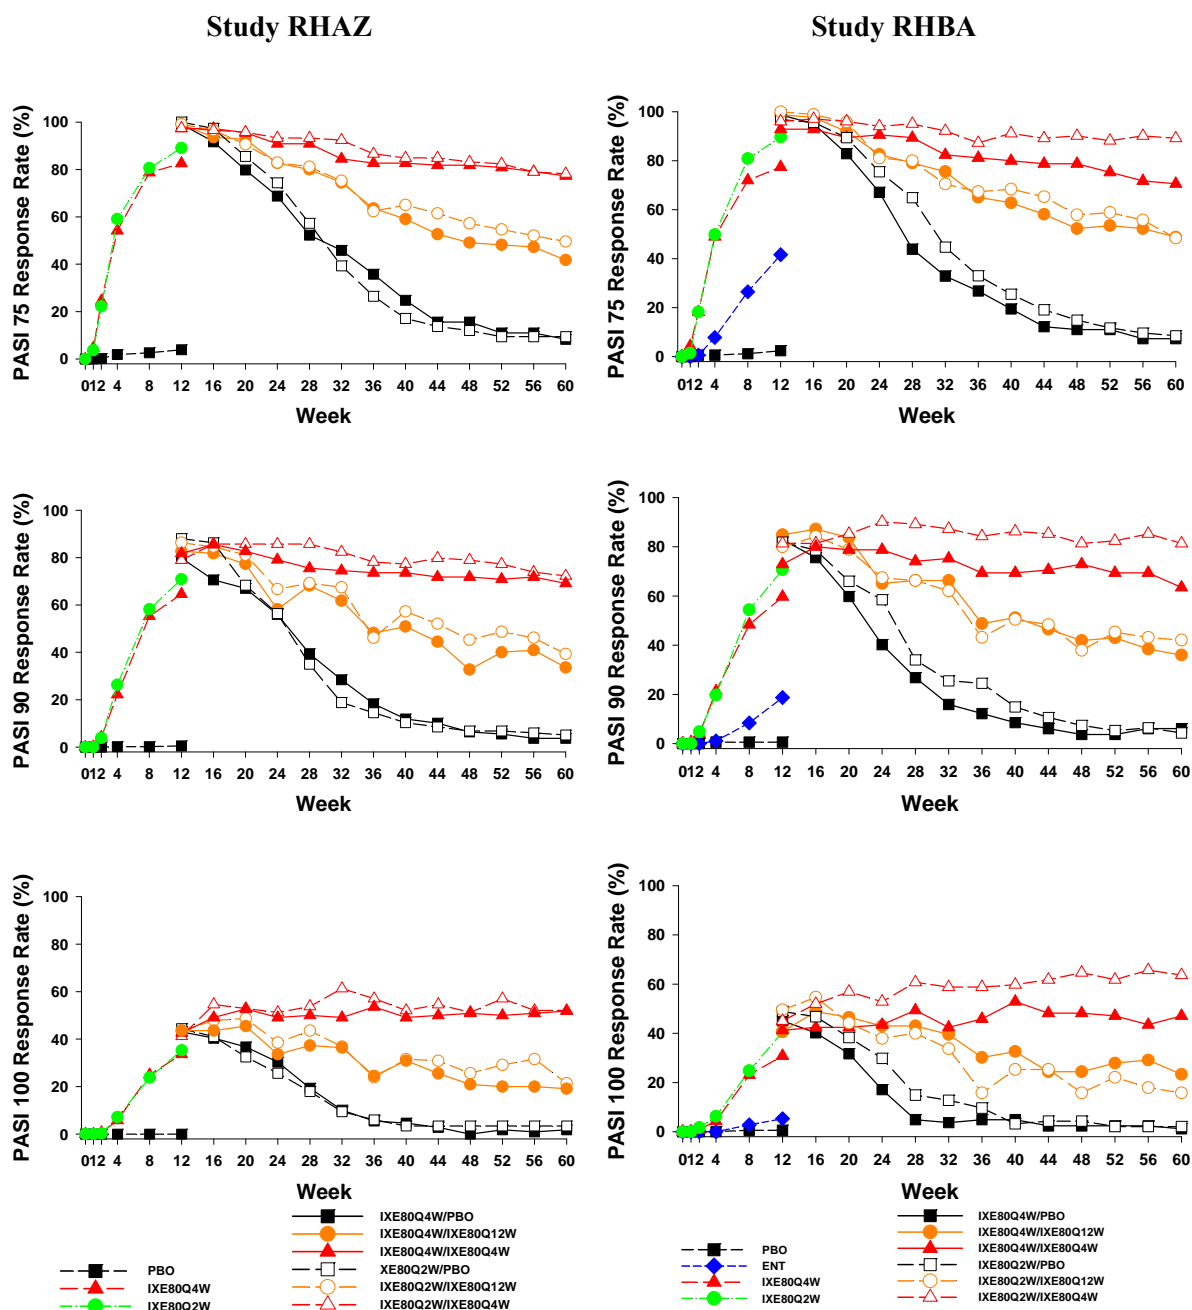 Study RHAZ
Study RHBA
PASI 75 Response Rate (%)
100
80
60
40
20
0
0 1 2 4 8 12 16 20 24 28 32 36 40 44 48 52 56 60
Week
PASI 75 Response Rate (%)
100
80
60
40
20
0
0 1 2 4 8 12 16 20 24 28 32 36 40 44 48 52 56 60
Week
PASI 90 Response Rate (%)
100
80
60
40
20
0
0 1 2 4 8 12 16 20 24 28 32 36 40 44 48 52 56 60
Week
PASI 90 Response Rate (%)
100
80
60
40
20
0
0 1 2 4 8 12 16 20 24 28 32 36 40 44 48 52 56 60
Week
PASI 100 Response Rate (%)
100
80
60
40
20
0
0 1 2 4 8 12 16 20 24 28 32 36 40 44 48 52 56 60
Week
PASI 100 Response Rate (%)
100
80
60
40
20
0
0 1 2 4 8 12 16 20 24 28 32 36 40 44 48 52 56 60
Week
PBO
IXE80Q4W
IXE80Q2W
IXE80Q4W/PBO
IXE80Q4W/IXE80Q12W
IXE80Q4W/IXE80Q4W
XE80Q2W/PBO
IXE80Q2W/IXE80Q12W
IXE80Q2W/IXE80Q4W
PBO
ENT
IXE80Q4W
IXE80Q2W
IXE80Q4W/PBO
IXE80Q4W/IXE80Q12W
IXE80Q4W/IXE80Q4W
IXE80Q2W/PBO
IXE80Q2W/IXE80Q12W
IXE80Q2W/IXE80Q4W